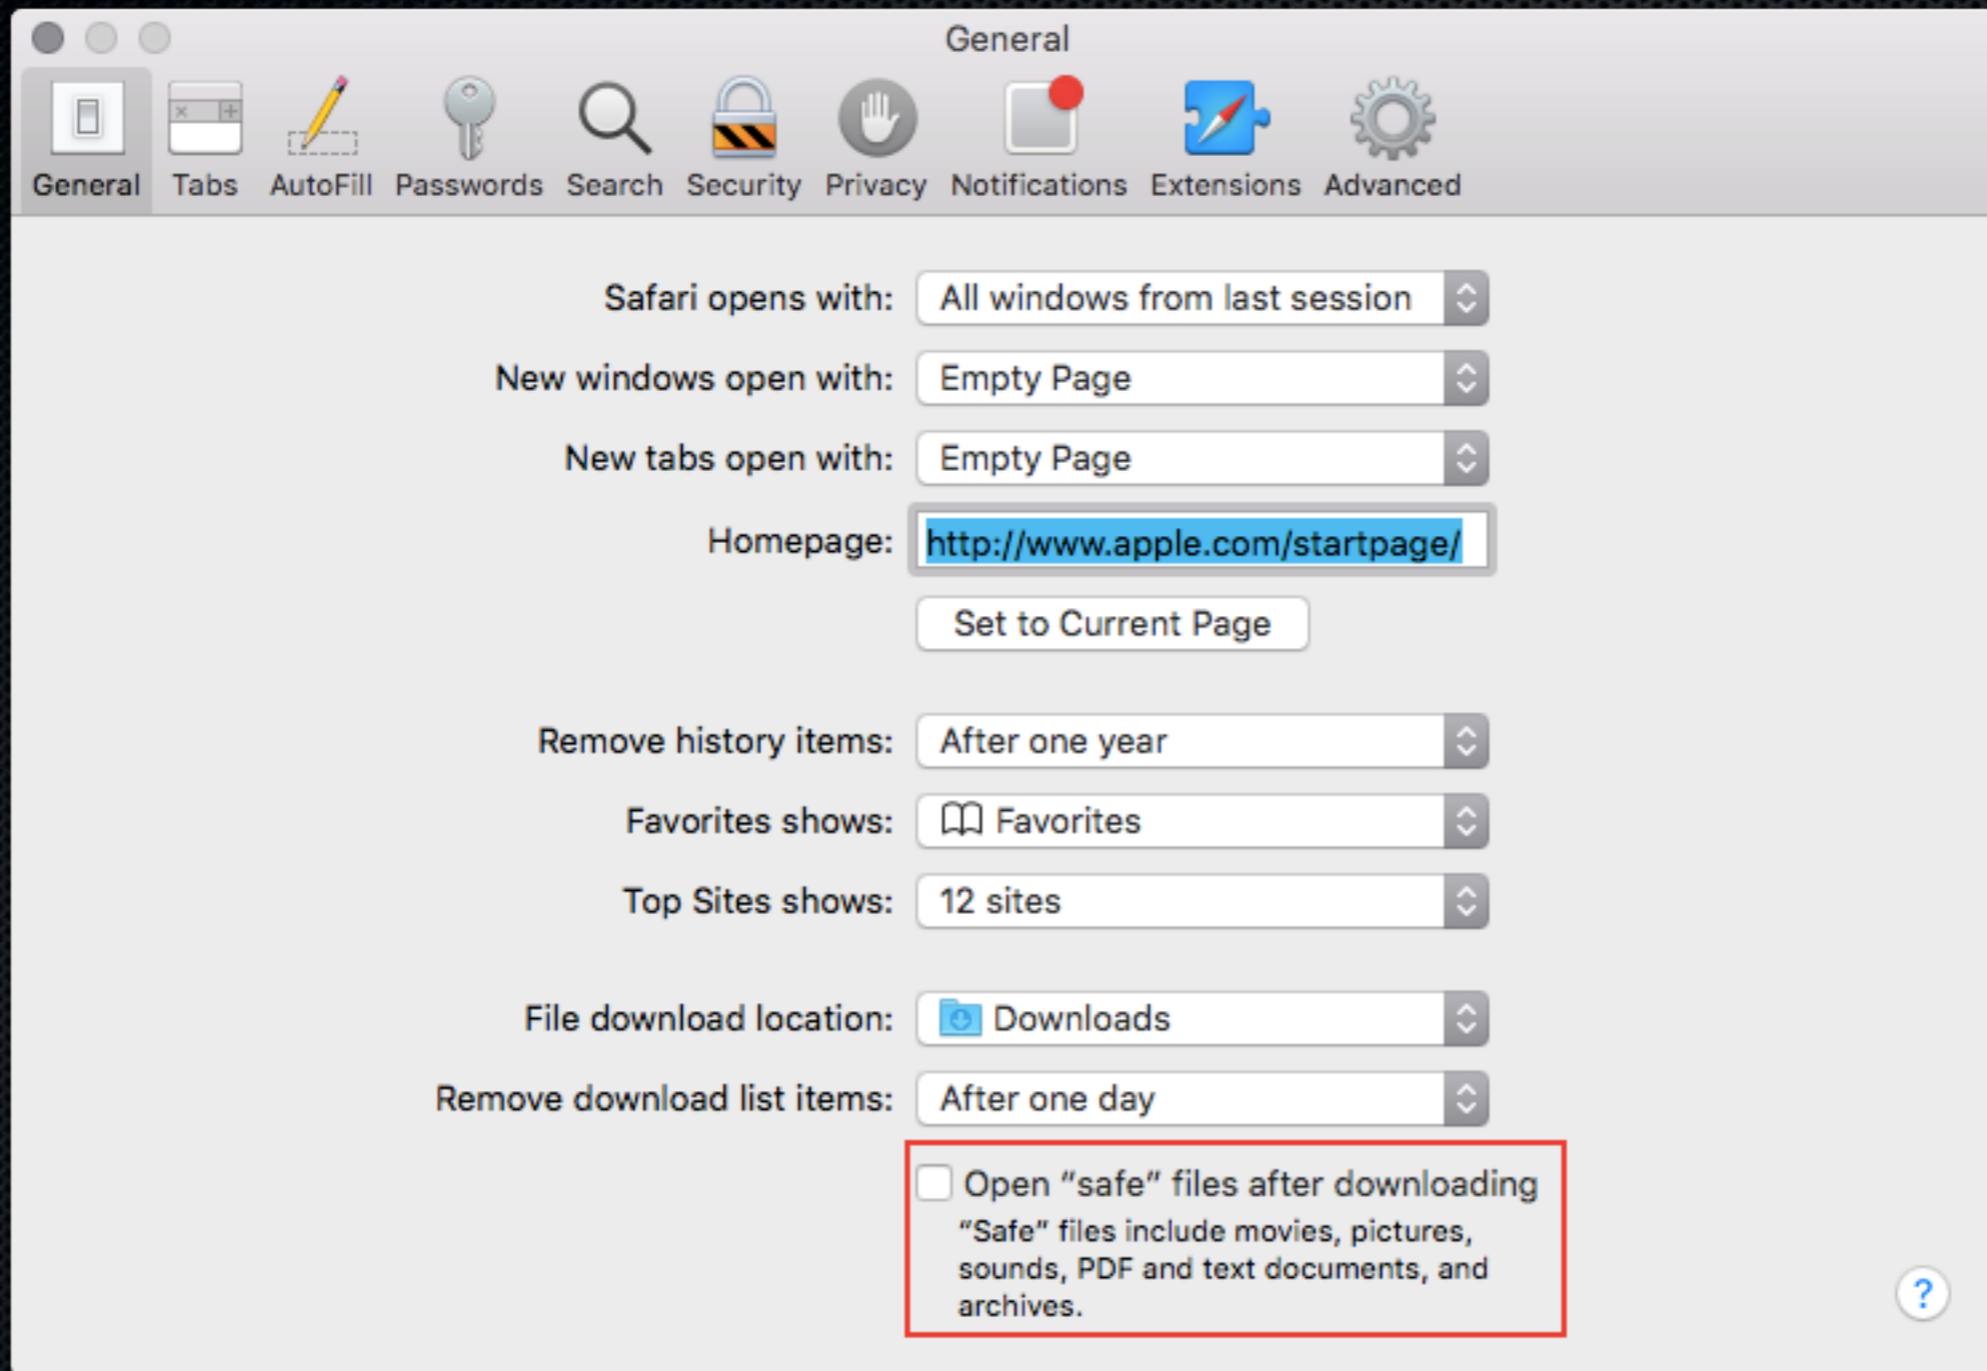 General
General Tabs AutoFill Passwords Search Security Privacy Notifications Extensions Advanced
Safari opens with: All windows from last session
New windows open with: Empty Page
New tabs open with: Empty Page
Homepage: http://www.apple.com/startpage/
Set to Current Page
Remove history items: After one year
Favorites shows: Favorites
Top Sites shows: 12 sites
File download location: Downloads
Remove download list items: After one day
Open “safe” files after downloading
“Safe” files include movies, pictures,
sounds, PDF and text documents, and
archives.
?